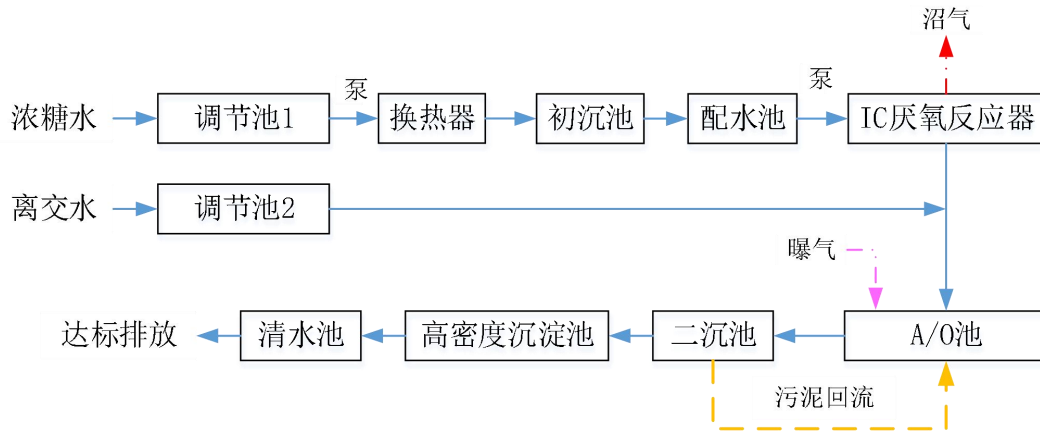 沼气
泵
泵
浓糖水
调节池1
换热器
初沉池
配水池
IC厌氧反应器
离交水
调节池2
曝气
达标排放
清水池
高密度沉淀池
二沉池
A/O池
污泥回流